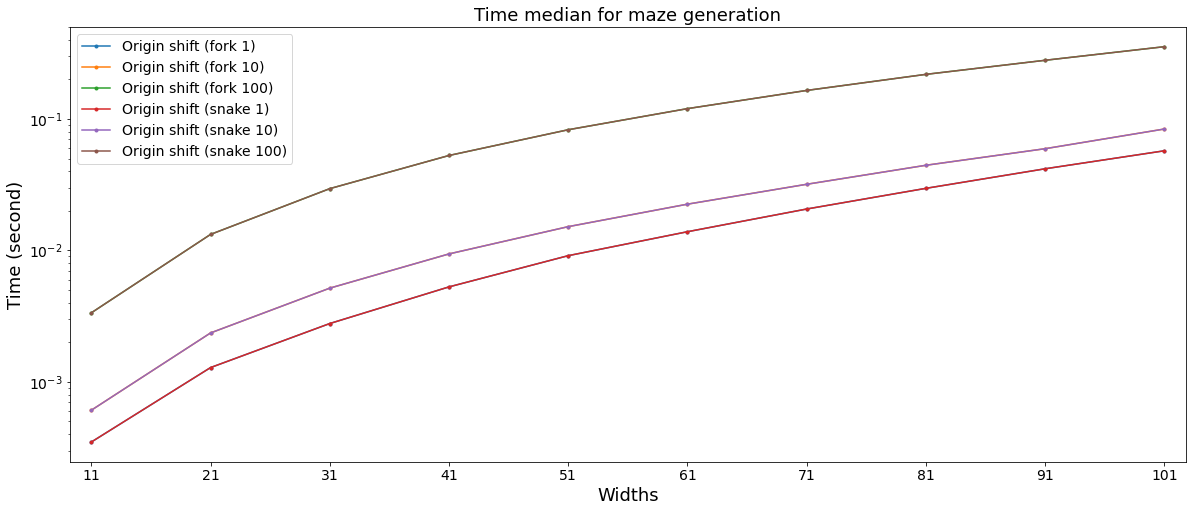 Time median for maze generation
Origin shift (fork 1)
Origin shift (fork 10)
Origin shift (fork 100)
Origin shift (snake 1)
Origin shift (snake 10)
Origin shift (snake 100)
Time (second)
10⁻¹
10⁻²
10⁻³
11 21 31 41 51 61 71 81 91 101
Widths